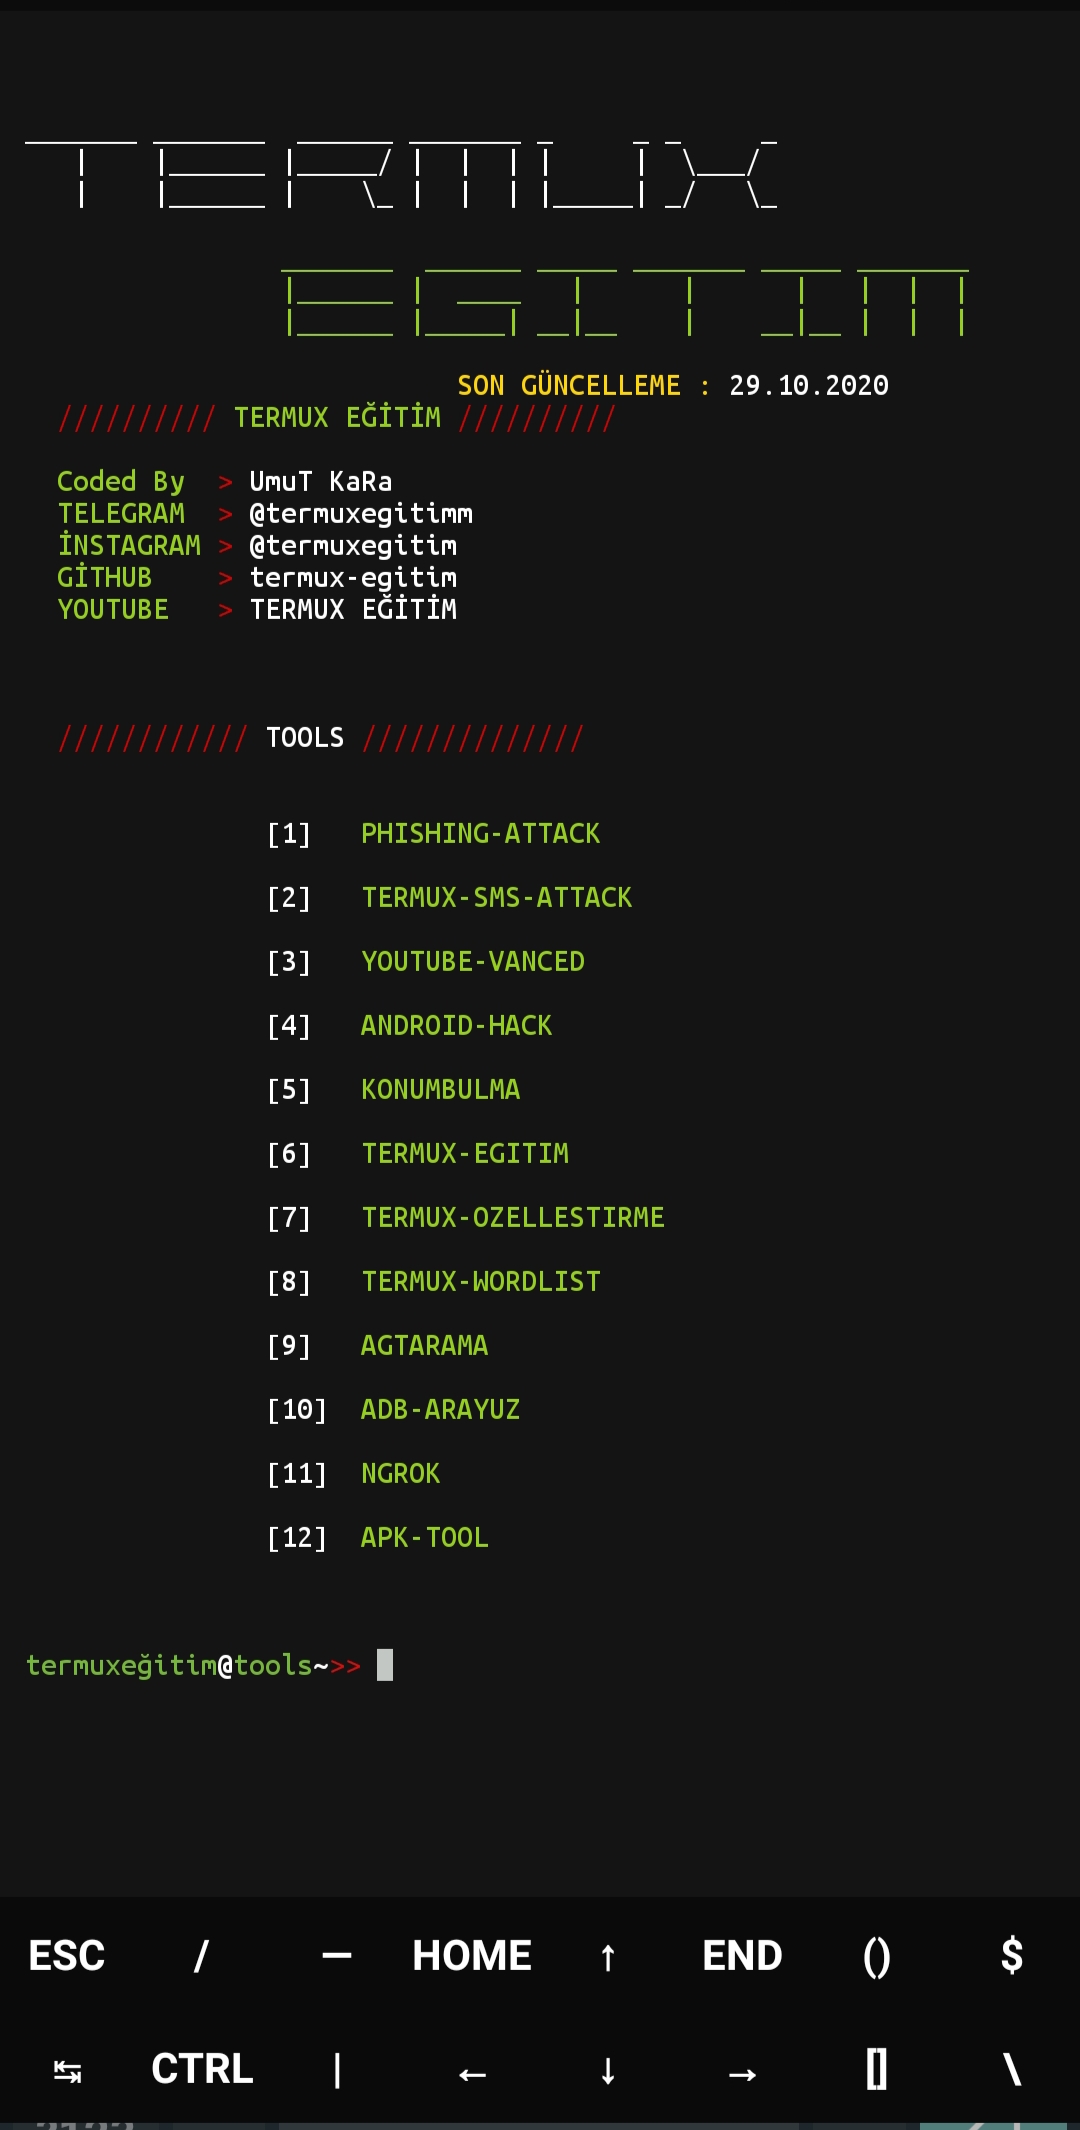 TERMUX
EGITIM
SON GÜNCELLEME : 29.10.2020
////////// TERMUX EĞİTİM //////////
Coded By > UmuT KaRa
TELEGRAM > @termuxegitimm
İNSTAGRAM > @termuxegitim
GİTHUB > termux-egitim
YOUTUBE > TERMUX EĞİTİM
//////////// TOOLS //////////////
[1] PHISHING-ATTACK
[2] TERMUX-SMS-ATTACK
[3] YOUTUBE-VANCED
[4] ANDROID-HACK
[5] KONUMBULMA
[6] TERMUX-EGITIM
[7] TERMUX-OZELLESTIRME
[8] TERMUX-WORDLIST
[9] AGTARAMA
[10] ADB-ARAYUZ
[11] NGROK
[12] APK-TOOL
termuxeğitim@tools~>>
ESC / — HOME ↑ END () $
↹ CTRL | ← ↓ → [] \